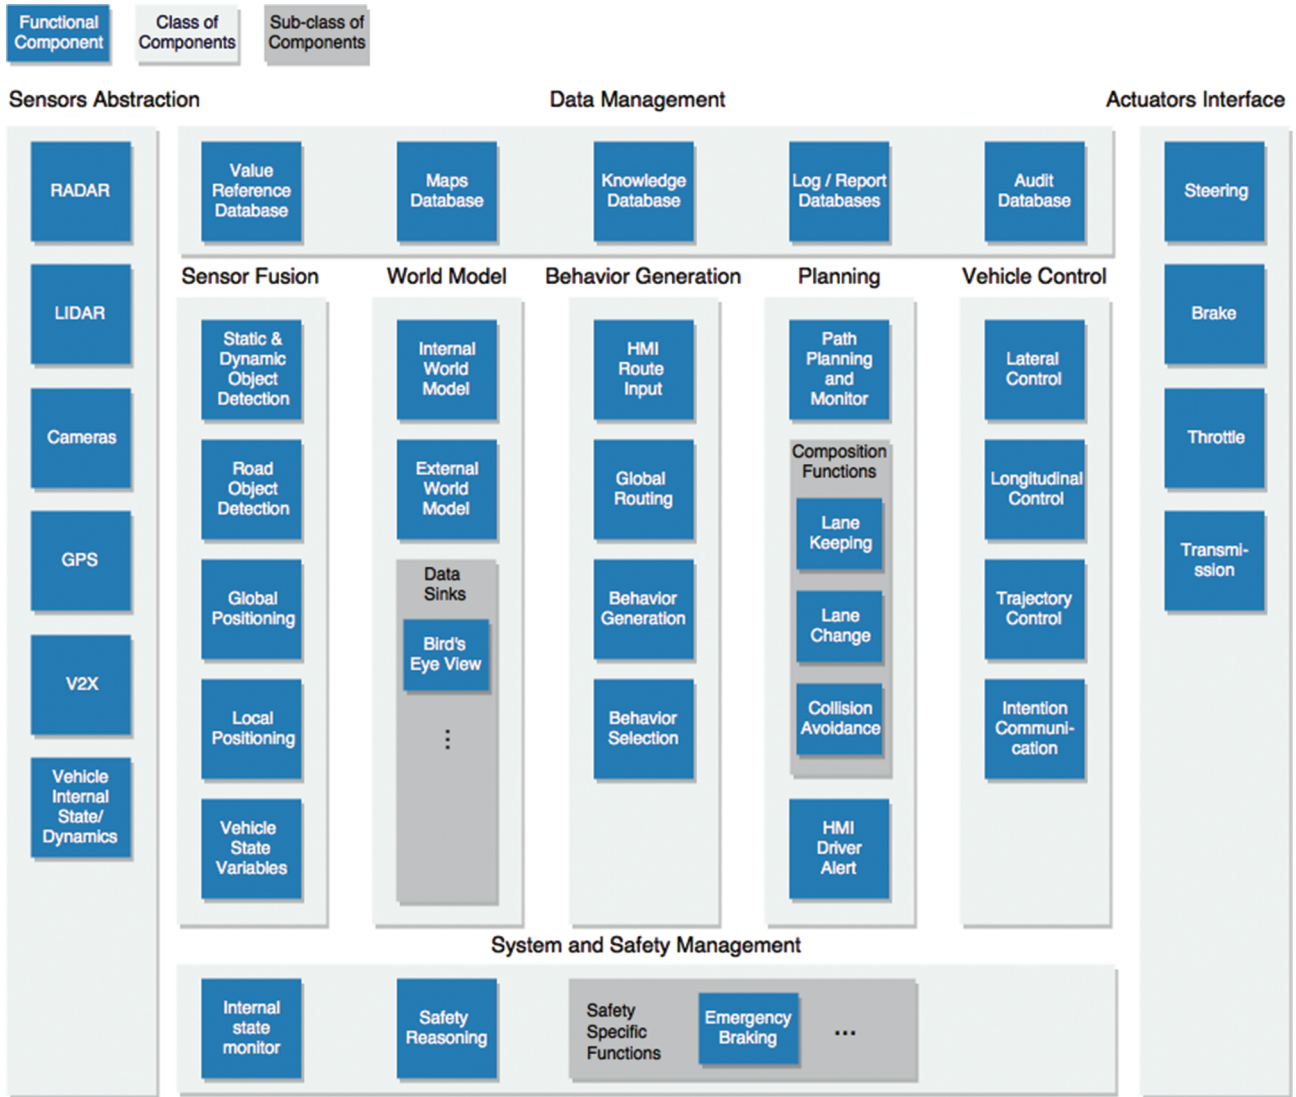 Functional
Component
Class of
Components
Sub-class of
Components
Sensors Abstraction
Data Management
Actuators Interface
RADAR
LIDAR
Cameras
GPS
V2X
Vehicle
Internal
State/
Dynamics
Value
Reference
Database
Maps
Database
Knowledge
Database
Log / Report
Databases
Audit
Database
Sensor Fusion
Static &
Dynamic
Object
Detection
Road
Object
Detection
Global
Positioning
Local
Positioning
Vehicle
State
Variables
World Model
Internal
World
Model
External
World
Model
Data
Sinks
Bird's
Eye View
⋮
Behavior Generation
HMI
Route
Input
Global
Routing
Behavior
Generation
Behavior
Selection
Planning
Path
Planning
and
Monitor
Composition
Functions
Lane
Keeping
Lane
Change
Collision
Avoidance
HMI
Driver
Alert
Vehicle Control
Lateral
Control
Longitudinal
Control
Trajectory
Control
Intention
Communi-
cation
Steering
Brake
Throttle
Transmi-
ssion
System and Safety Management
Internal
state
monitor
Safety
Reasoning
Safety
Specific
Functions
Emergency
Braking
...